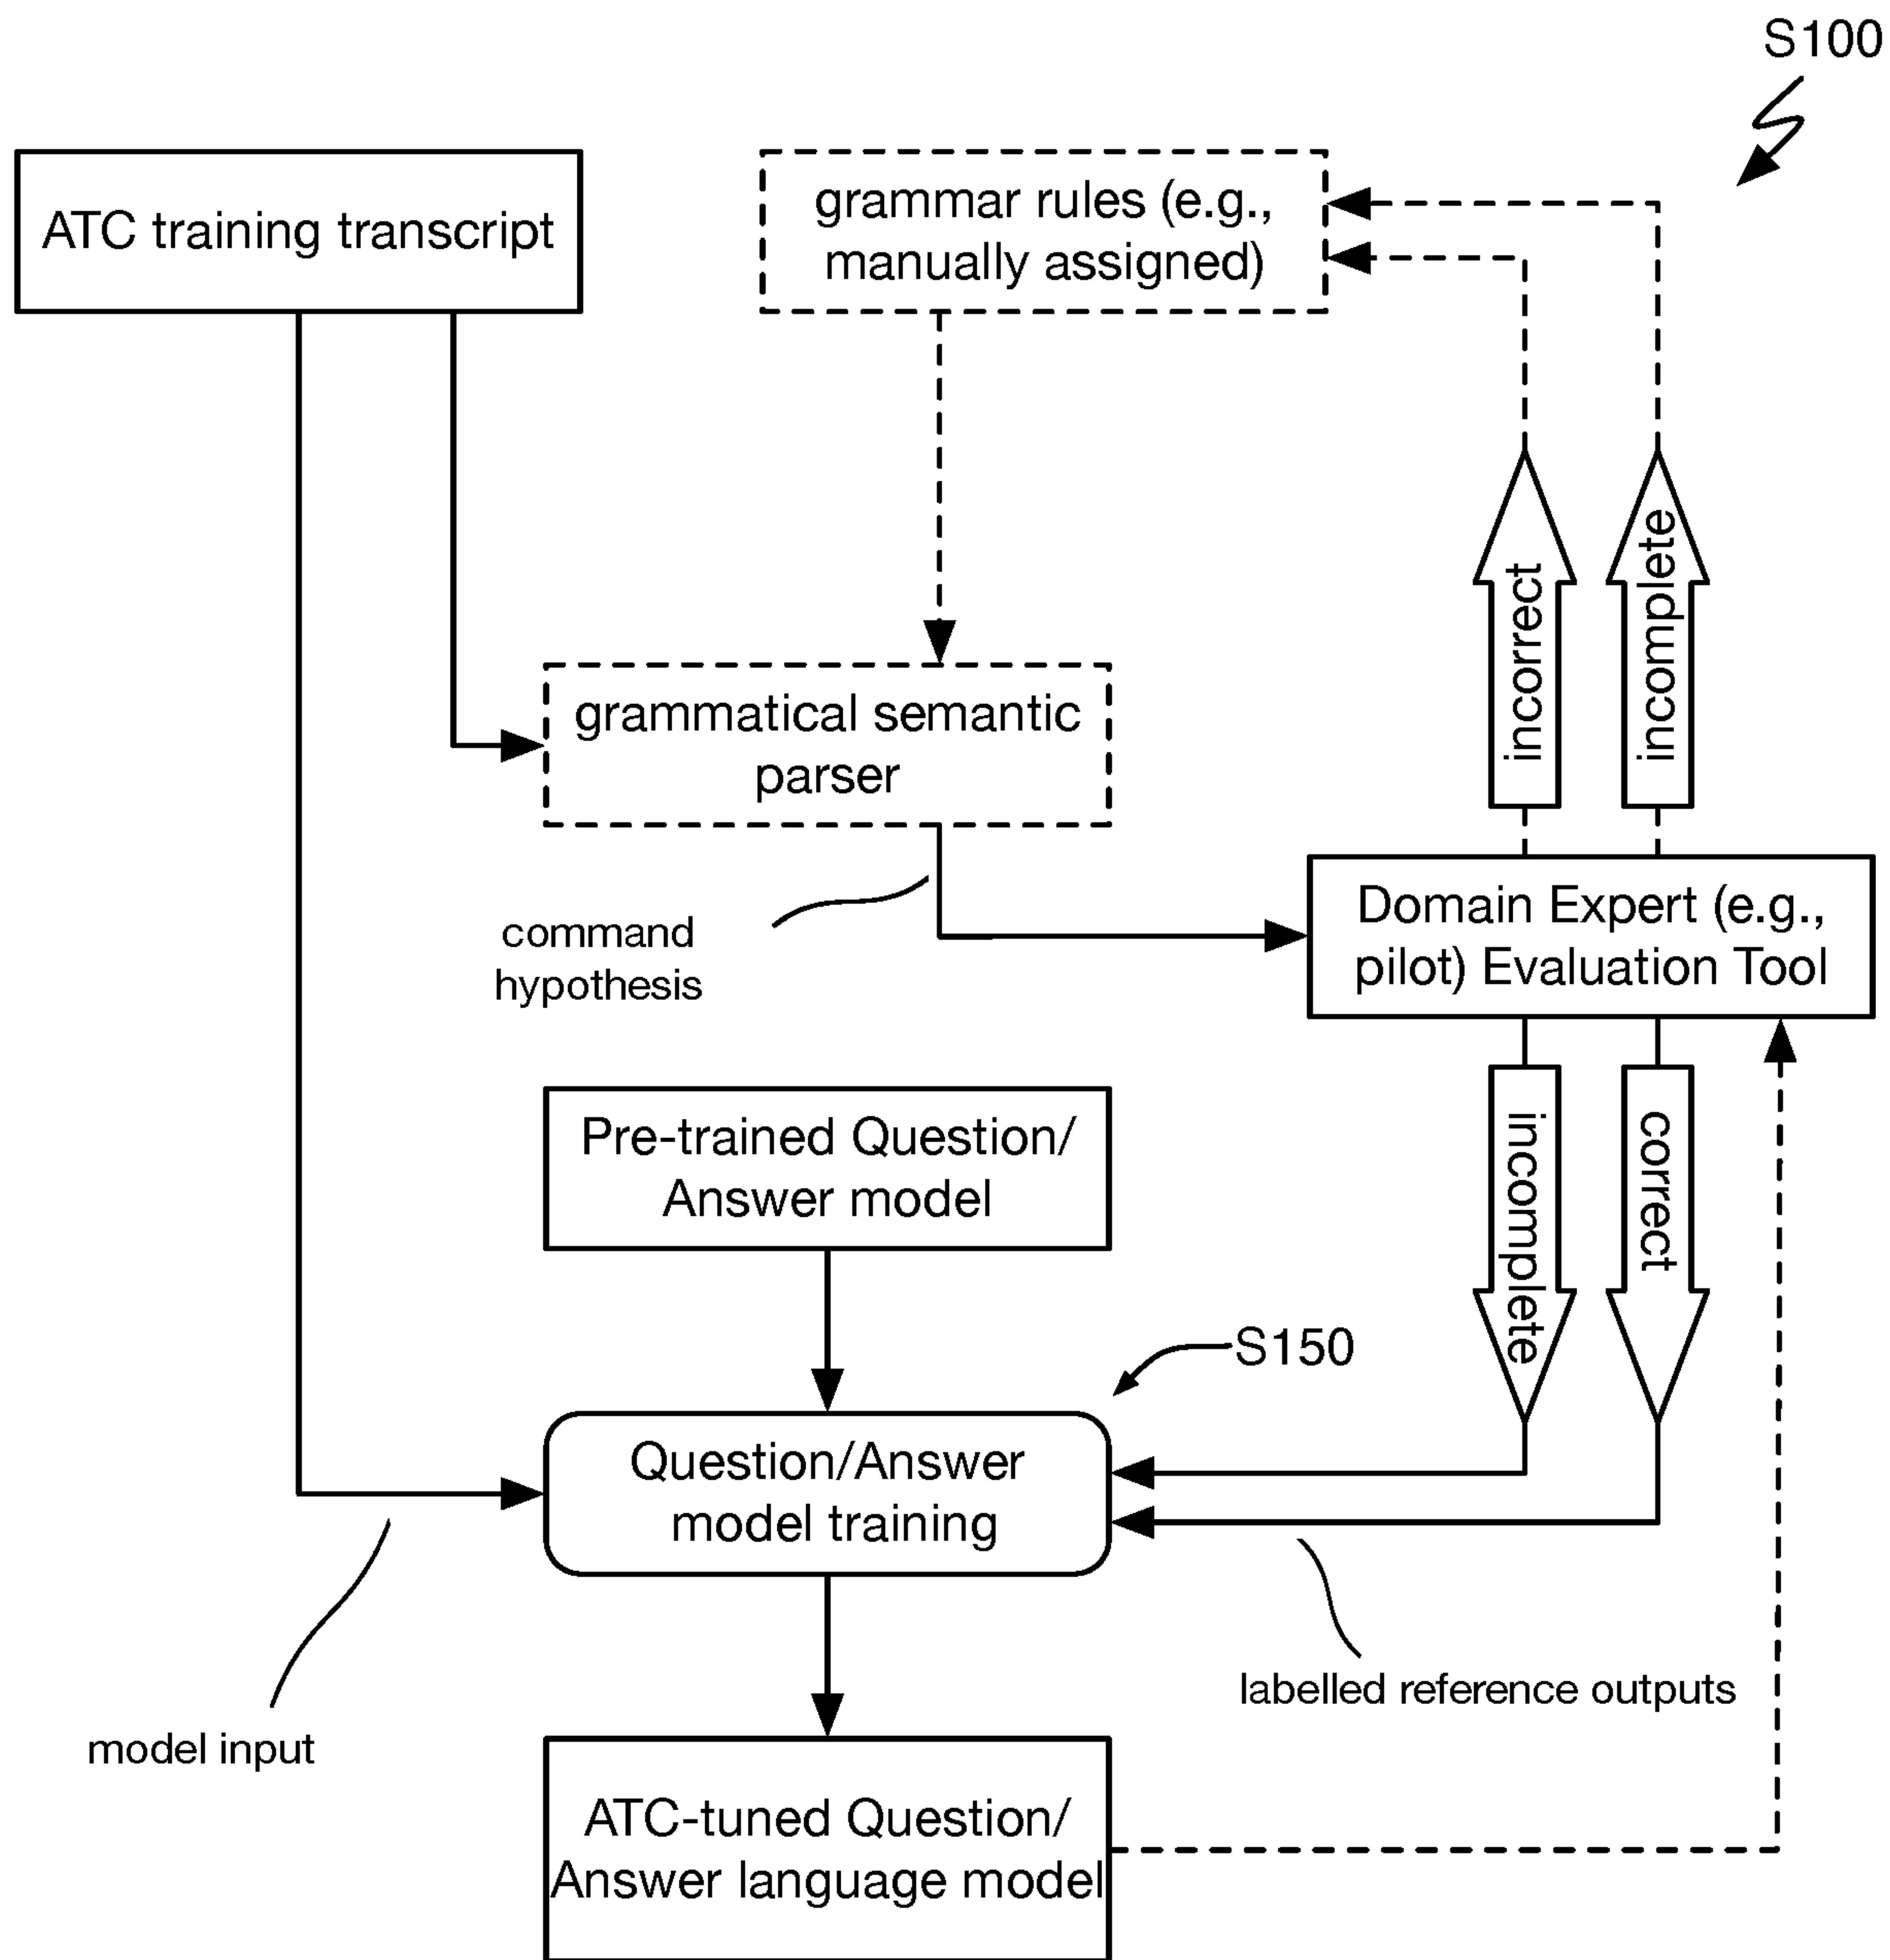 S100
ATC training transcript
grammar rules (e.g.,
manually assigned)
incorrect
incomplete
grammatical semantic
parser
command
hypothesis
Domain Expert (e.g.,
pilot) Evaluation Tool
Pre-trained Question/
Answer model
incomplete
correct
S150
Question/Answer
model training
labelled reference outputs
model input
ATC-tuned Question/
Answer language model